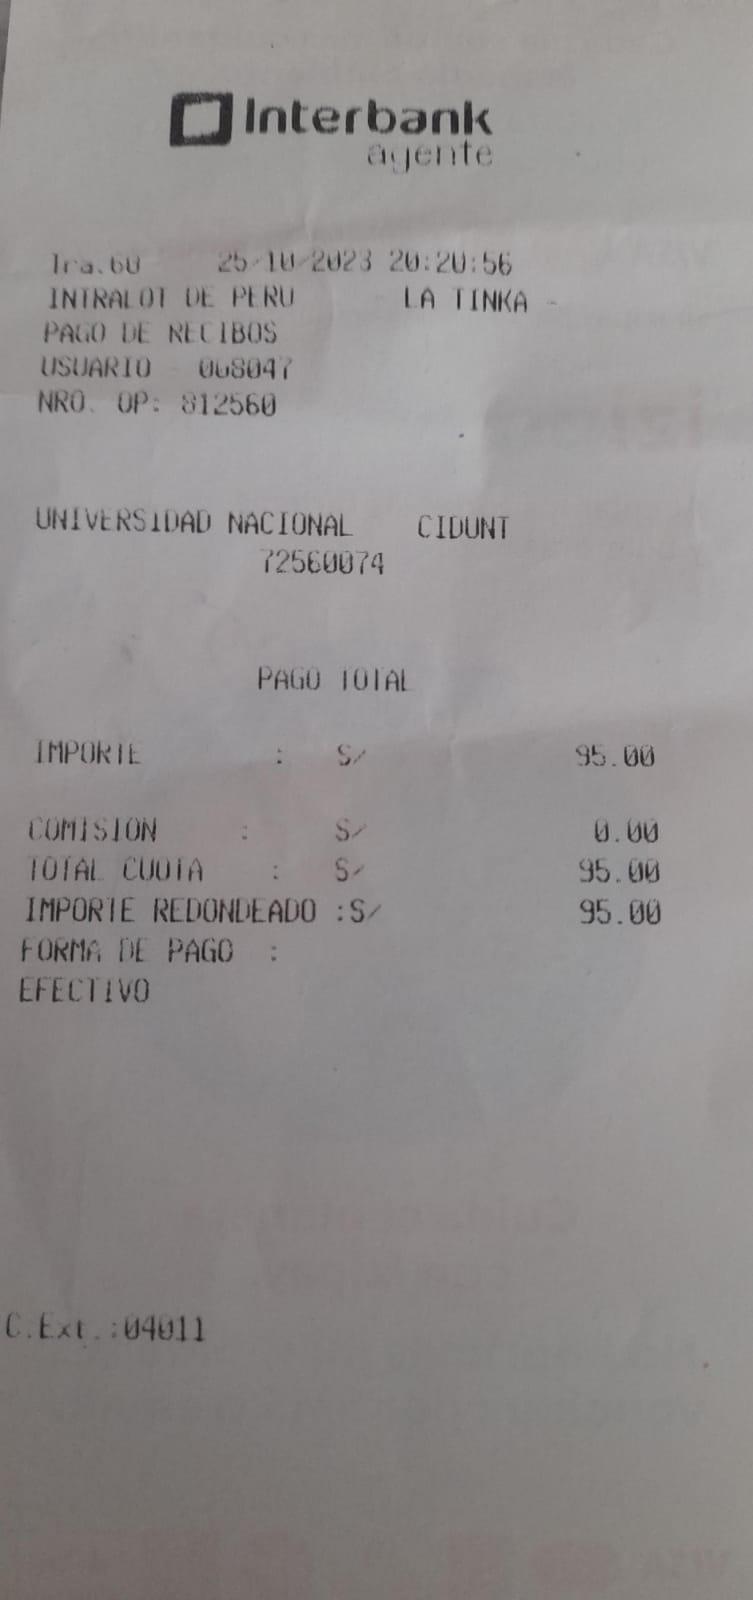 Interbank
agente
Tra.60 25/10/2023 20:20:56
INTRALOT DE PERU LA TINKA -
PAGO DE RECIBOS
USUARIO 068047
NRO. OP: 812560
UNIVERSIDAD NACIONAL CIDUNT
72560074
PAGO TOTAL
IMPORTE : S/ 95.00
COMISION : S/ 0.00
TOTAL CUOTA : S/ 95.00
IMPORTE REDONDEADO :S/ 95.00
FORMA DE PAGO :
EFECTIVO
C.Ext.:04011